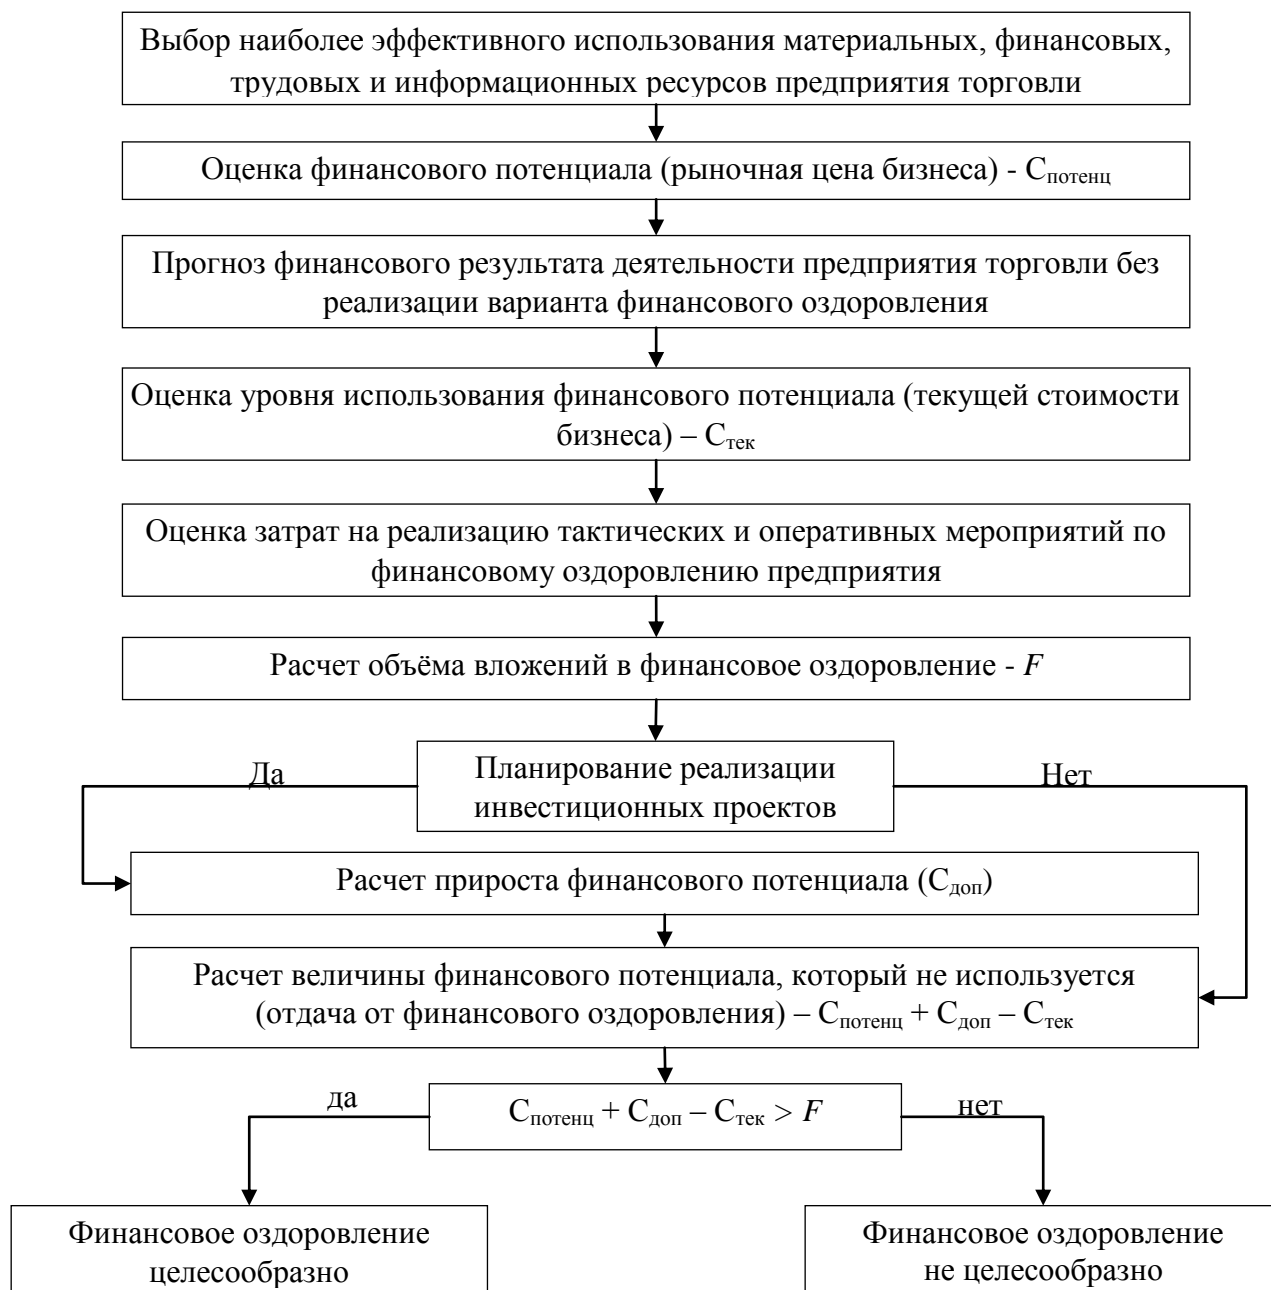 Выбор наиболее эффективного использования материальных, финансовых,
трудовых и информационных ресурсов предприятия торговли
Оценка финансового потенциала (рыночная цена бизнеса) - Спотенц
Прогноз финансового результата деятельности предприятия торговли без
реализации варианта финансового оздоровления
Оценка уровня использования финансового потенциала (текущей стоимости
бизнеса) – Стек
Оценка затрат на реализацию тактических и оперативных мероприятий по
финансовому оздоровлению предприятия
Расчет объёма вложений в финансовое оздоровление - F
Да
Планирование реализации
инвестиционных проектов
Нет
Расчет прироста финансового потенциала (Сдоп)
Расчет величины финансового потенциала, который не используется
(отдача от финансового оздоровления) – Спотенц + Сдоп – Стек
да
Спотенц + Сдоп – Стек > F
нет
Финансовое оздоровление
целесообразно
Финансовое оздоровление
не целесообразно